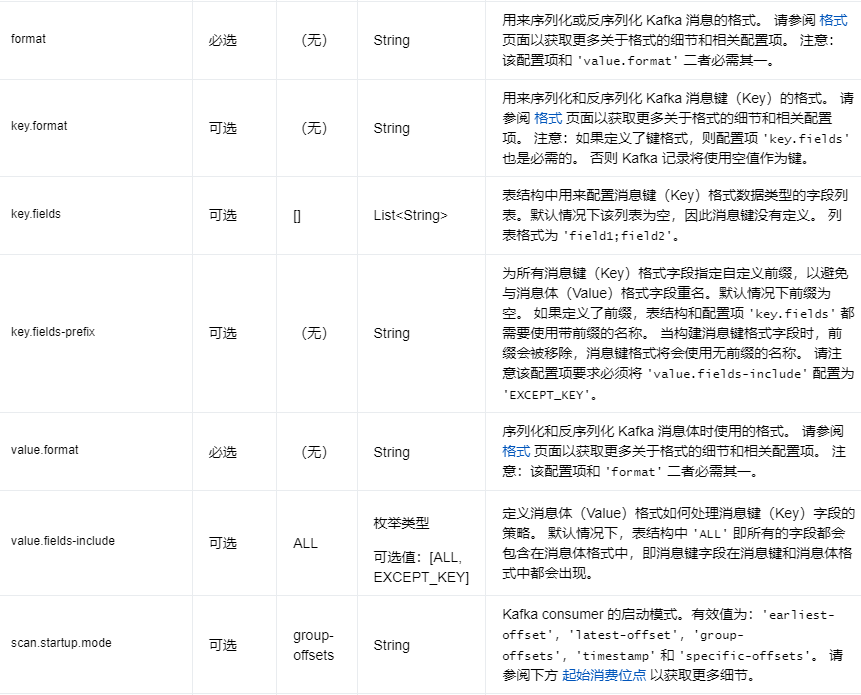 format
必选
（无）
String
用来序列化或反序列化 Kafka 消息的格式。 请参阅 格式
页面以获取更多关于格式的细节和相关配置项。 注意：
该配置项和 'value.format' 二者必需其一。
key.format
可选
（无）
String
用来序列化和反序列化 Kafka 消息键（Key）的格式。 请
参阅 格式 页面以获取更多关于格式的细节和相关配置
项。 注意：如果定义了键格式，则配置项 'key.fields'
也是必需的。 否则 Kafka 记录将使用空值作为键。
key.fields
可选
[]
List<String>
表结构中用来配置消息键（Key）格式数据类型的字段列
表。默认情况下该列表为空，因此消息键没有定义。 列
表格式为 'field1;field2'。
key.fields-prefix
可选
（无）
String
为所有消息键（Key）格式字段指定自定义前缀，以避免
与消息体（Value）格式字段重名。默认情况下前缀为
空。 如果定义了前缀，表结构和配置项 'key.fields' 都
需要使用带前缀的名称。 当构建消息键格式字段时，前
缀会被移除，消息键格式将会使用无前缀的名称。 请注
意该配置项要求必须将 'value.fields-include' 配置为
'EXCEPT_KEY'。
value.format
必选
（无）
String
序列化和反序列化 Kafka 消息体时使用的格式。 请参阅
格式 页面以获取更多关于格式的细节和相关配置项。 注
意：该配置项和 'format' 二者必需其一。
value.fields-include
可选
ALL
枚举类型
可选值：[ALL,
EXCEPT_KEY]
定义消息体（Value）格式如何处理消息键（Key）字段的
策略。 默认情况下，表结构中 'ALL' 即所有的字段都会
包含在消息体格式中，即消息键字段在消息键和消息体格
式中都会出现。
scan.startup.mode
可选
group-
offsets
String
Kafka consumer 的启动模式。有效值为：'earliest-
offset'，'latest-offset'，'group-
offsets'，'timestamp' 和 'specific-offsets'。 请
参阅下方 起始消费位点 以获取更多细节。